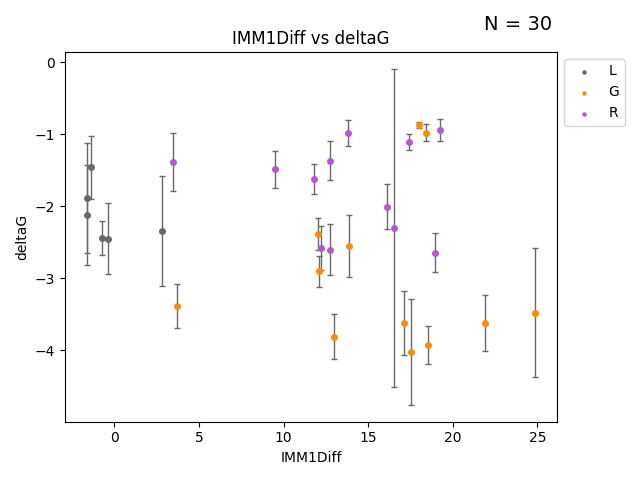 N = 30
IMM1Diff vs deltaG
L
G
R
0
−1
−2
−3
−4
deltaG
0 5 10 15 20 25
IMM1Diff